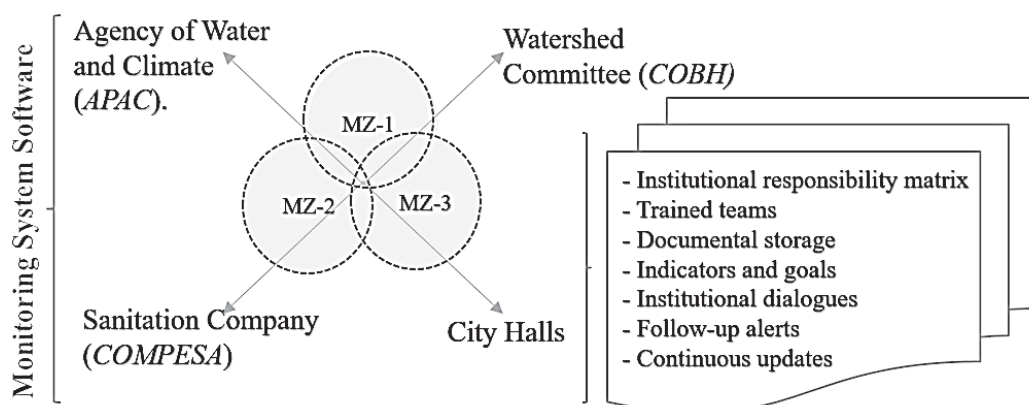 Monitoring System Software
Agency of Water
and Climate
(APAC).
Watershed
Committee (COBH)
MZ-1
MZ-2
MZ-3
Sanitation Company
(COMPESA)
City Halls
- Institutional responsibility matrix
- Trained teams
- Documental storage
- Indicators and goals
- Institutional dialogues
- Follow-up alerts
- Continuous updates